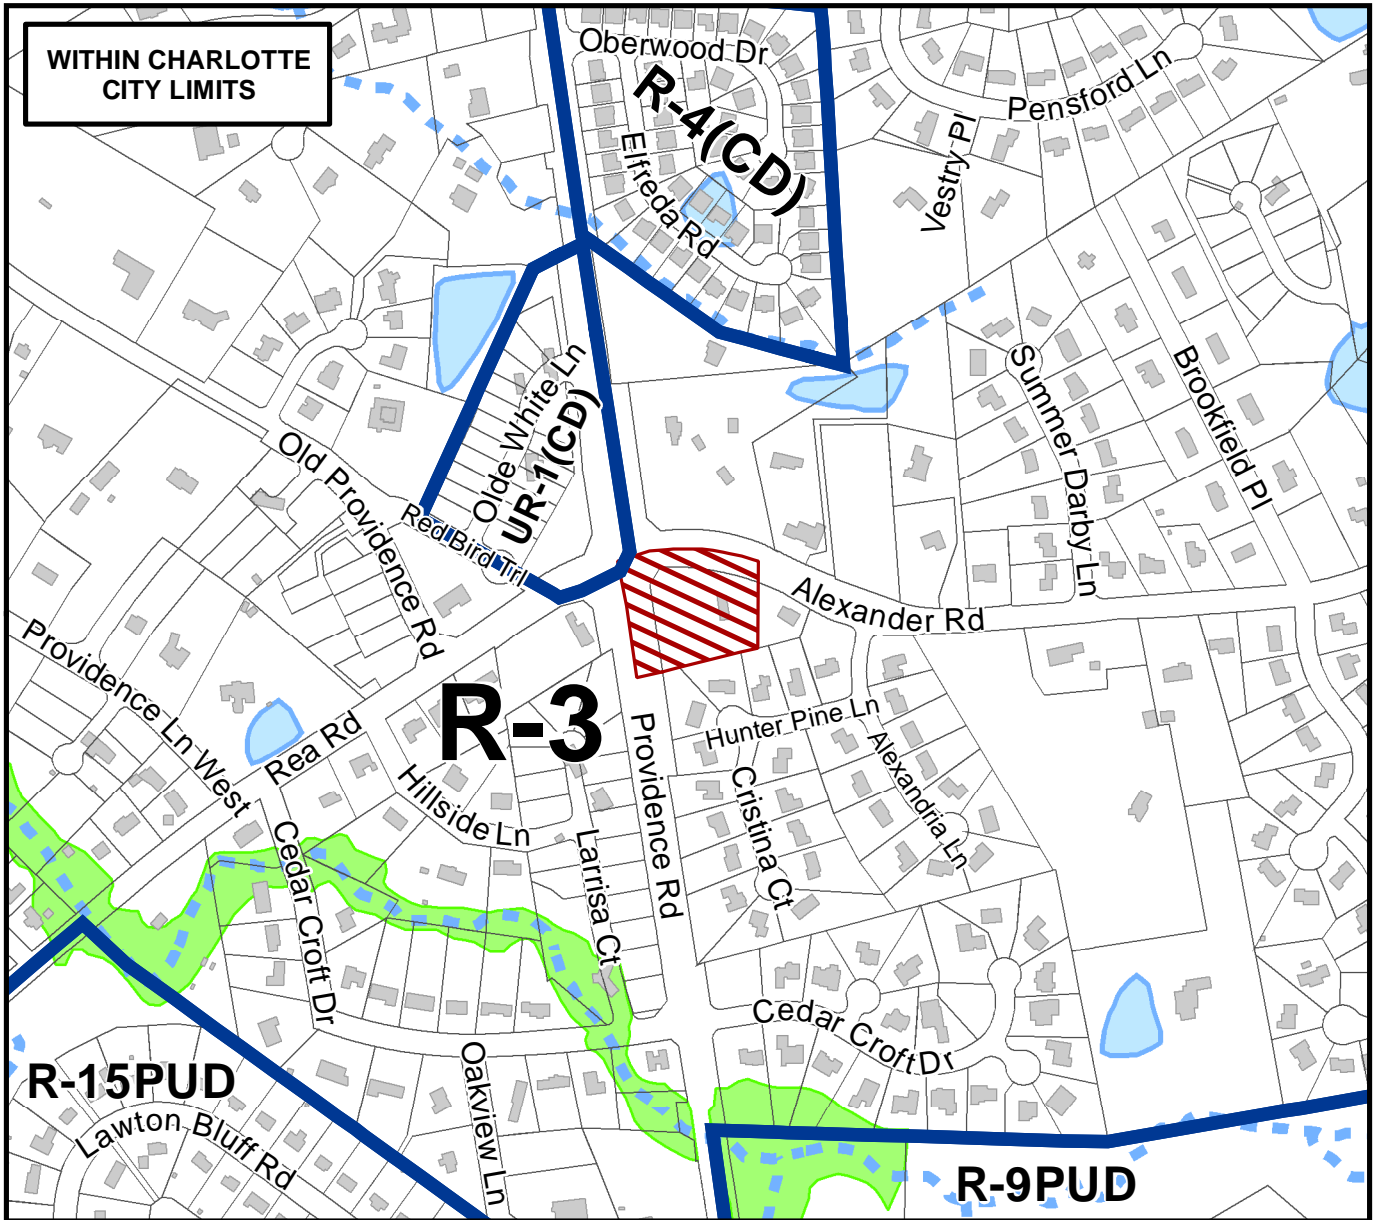 WITHIN CHARLOTTE
CITY LIMITS
Oberwood Dr
R-4(CD)
Elfreda Rd
Pensford Ln
Vestry Pl
Olde White Ln
UR-1(CD)
Old Providence Rd
Red Bird Trl
Summer Darby Ln
Brookfield Pl
Alexander Rd
Providence Ln West
Rea Rd
R-3
Hillside Ln
Providence Rd
Hunter Pine Ln
Alexandria Ln
Cristina Ct
Larrisa Ct
Cedar Croft Dr
Cedar Croft Dr
R-15PUD
Lawton Bluff Rd
Oakview Ln
R-9PUD